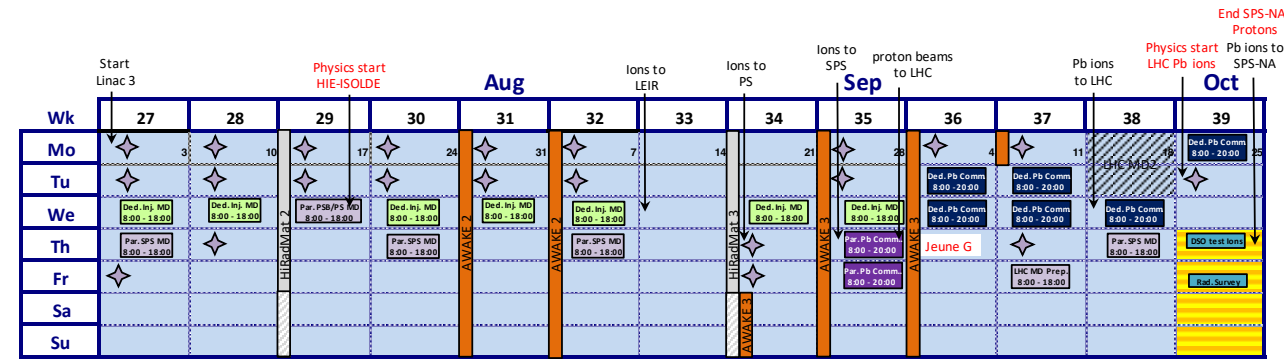 End SPS-NA
Protons
Start
Linac 3
Physics start
HIE-ISOLDE
Aug
Ions to
LEIR
Ions to
PS
Ions to
SPS
proton beams
to LHC
Sep
Pb ions
to LHC
Physics start
LHC Pb ions
Pb ions to
SPS-NA
Oct
Wk 27 28 29 30 31 32 33 34 35 36 37 38 39
Mo 3 10 17 24 31 7 14 21 28 4 11 18 25
LHC MD2
Ded. Pb Comm
8:00 - 20:00
Tu
Ded. Pb Comm
8:00 - 20:00
Ded. Pb Comm
8:00 - 20:00
We
Ded. Inj. MD
8:00 - 18:00
Ded. Inj. MD
8:00 - 18:00
Par. PSB/PS MD
8:00 - 18:00
Ded. Inj. MD
8:00 - 18:00
Ded. Inj. MD
8:00 - 18:00
Ded. Inj. MD
8:00 - 18:00
Ded. Inj. MD
8:00 - 18:00
Ded. Inj. MD
8:00 - 18:00
Ded. Pb Comm
8:00 - 20:00
Ded. Pb Comm
8:00 - 20:00
Ded. Pb Comm
8:00 - 20:00
Th
Par. SPS MD
8:00 - 18:00
Par. SPS MD
8:00 - 18:00
Par. SPS MD
8:00 - 18:00
Par. Pb Comm.
8:00 - 20:00
Jeune G
Par. SPS MD
8:00 - 18:00
DSO test Ions
Fr
Par. Pb Comm.
8:00 - 20:00
LHC MD Prep.
8:00 - 18:00
Rad. Survey
Sa
Su
HiRadMat 2
AWAKE 2
AWAKE 2
HiRadMat 3
AWAKE 3
AWAKE 3
AWAKE 3